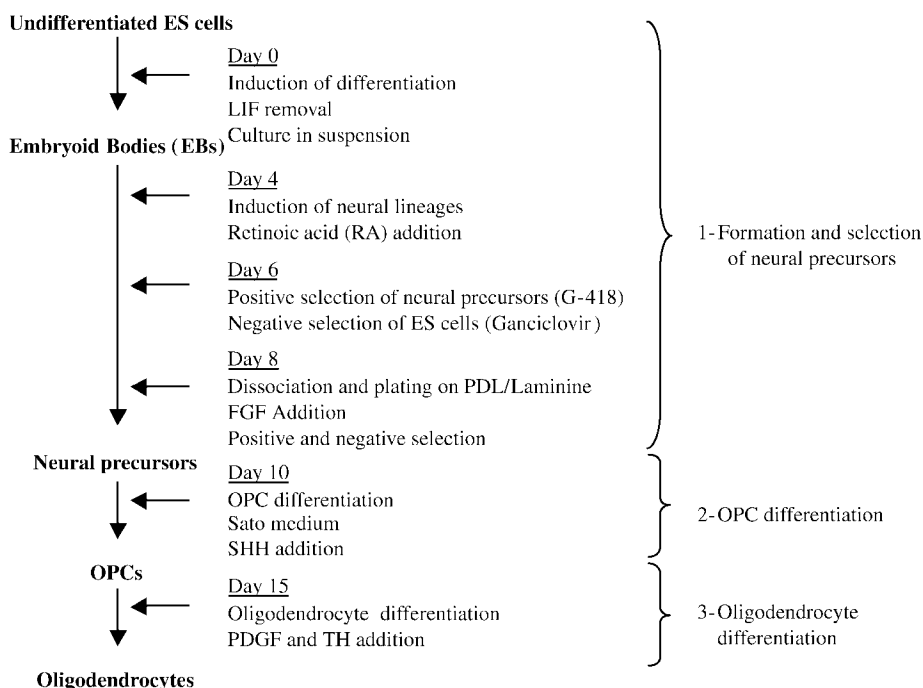 Undifferentiated ES cells
Day 0
Induction of differentiation
LIF removal
Culture in suspension
Embryoid Bodies (EBs)
Day 4
Induction of neural lineages
Retinoic acid (RA) addition
1-Formation and selection
of neural precursors
Day 6
Positive selection of neural precursors (G-418)
Negative selection of ES cells (Ganciclovir)
Day 8
Dissociation and plating on PDL/Laminine
FGF Addition
Positive and negative selection
Neural precursors
Day 10
OPC differentiation
Sato medium
SHH addition
2-OPC differentiation
OPCs
Day 15
Oligodendrocyte differentiation
PDGF and TH addition
3-Oligodendrocyte
differentiation
Oligodendrocytes